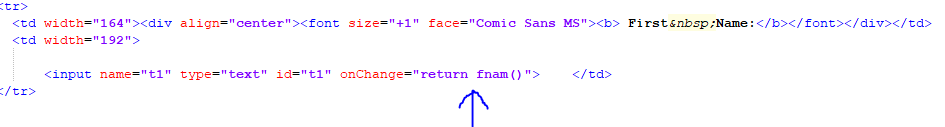 <tr>
<td width="164"><div align="center"><font size="+1" face="Comic Sans MS"><b> First&nbsp;Name:</b></font></div></td>
<td width="192">
<input name="t1" type="text" id="t1" onChange="return fnam()">    </td>
</tr>